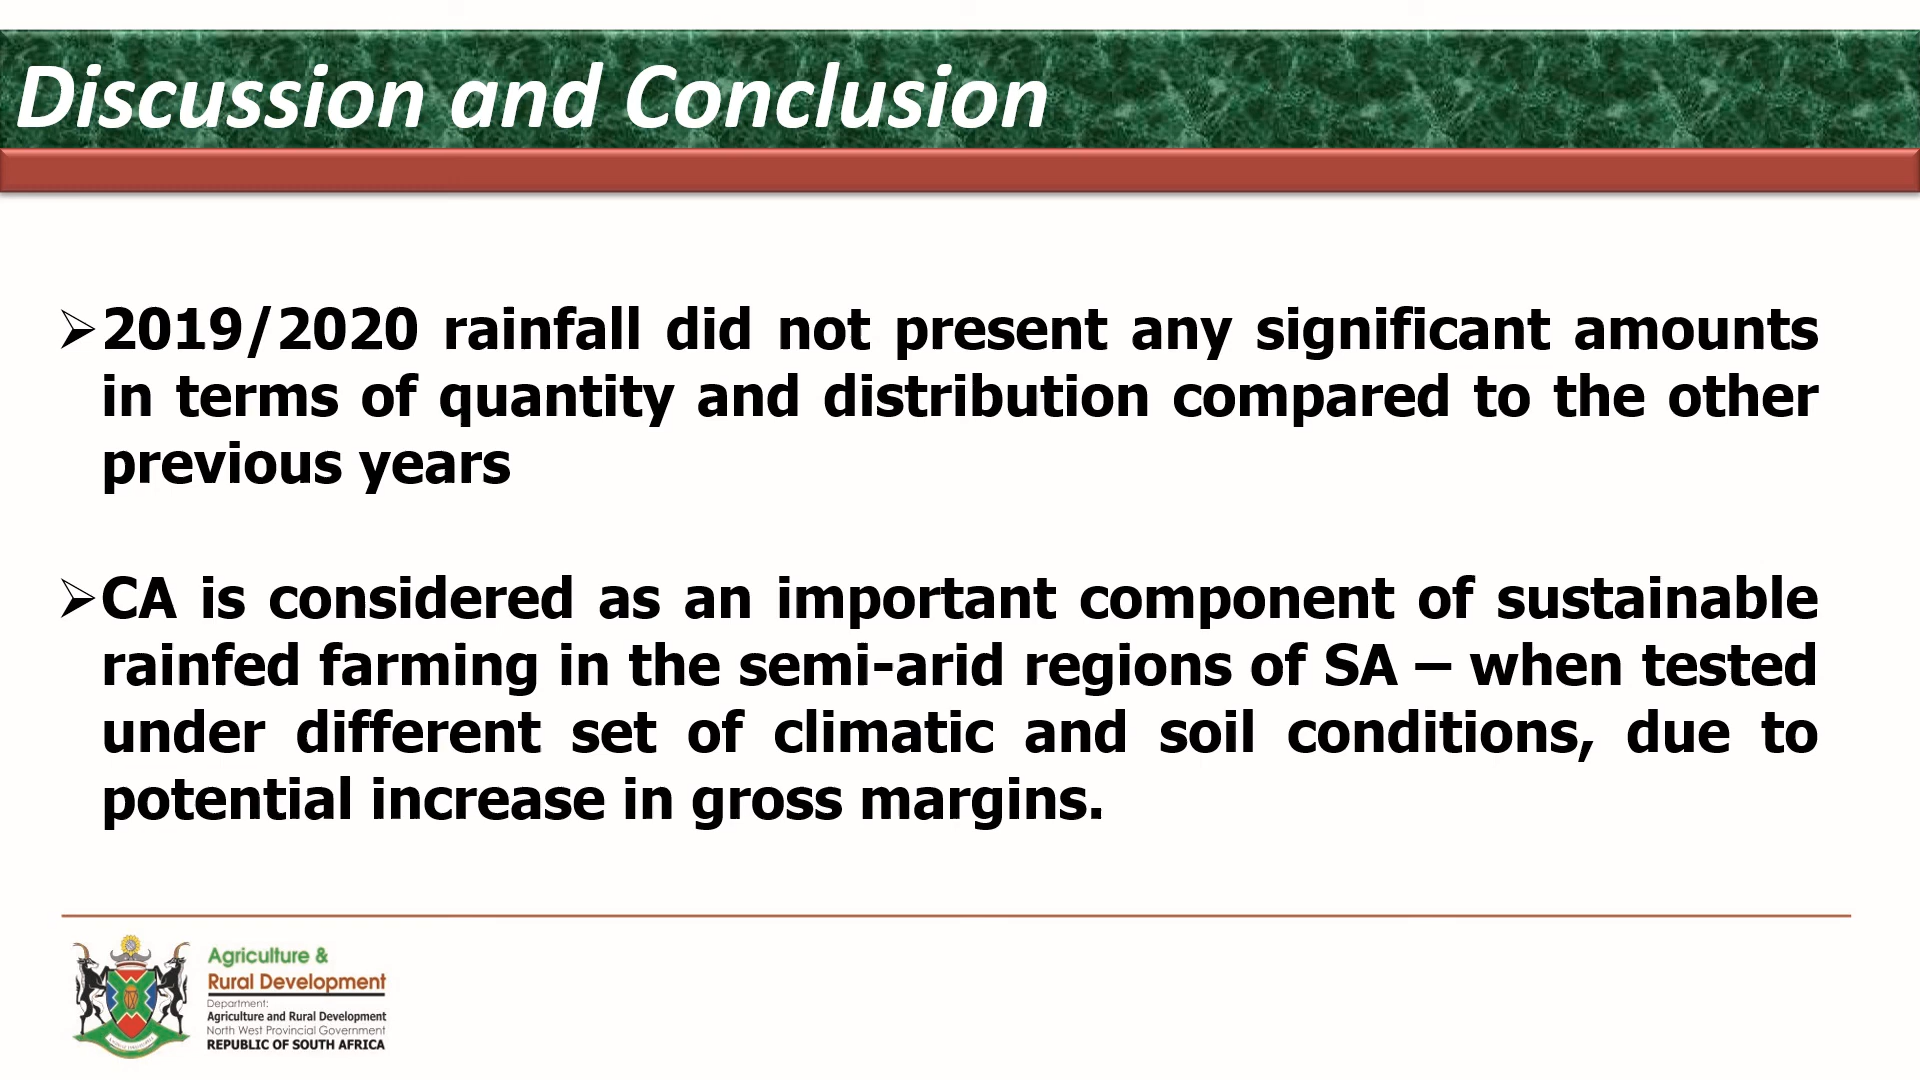 Discussion and Conclusion
➢2019/2020 rainfall did not present any significant amounts
in terms of quantity and distribution compared to the other
previous years
➢CA is considered as an important component of sustainable
rainfed farming in the semi-arid regions of SA – when tested
under different set of climatic and soil conditions, due to
potential increase in gross margins.
Agriculture &
Rural Development
Department:
Agriculture and Rural Development
North West Provincial Government
REPUBLIC OF SOUTH AFRICA